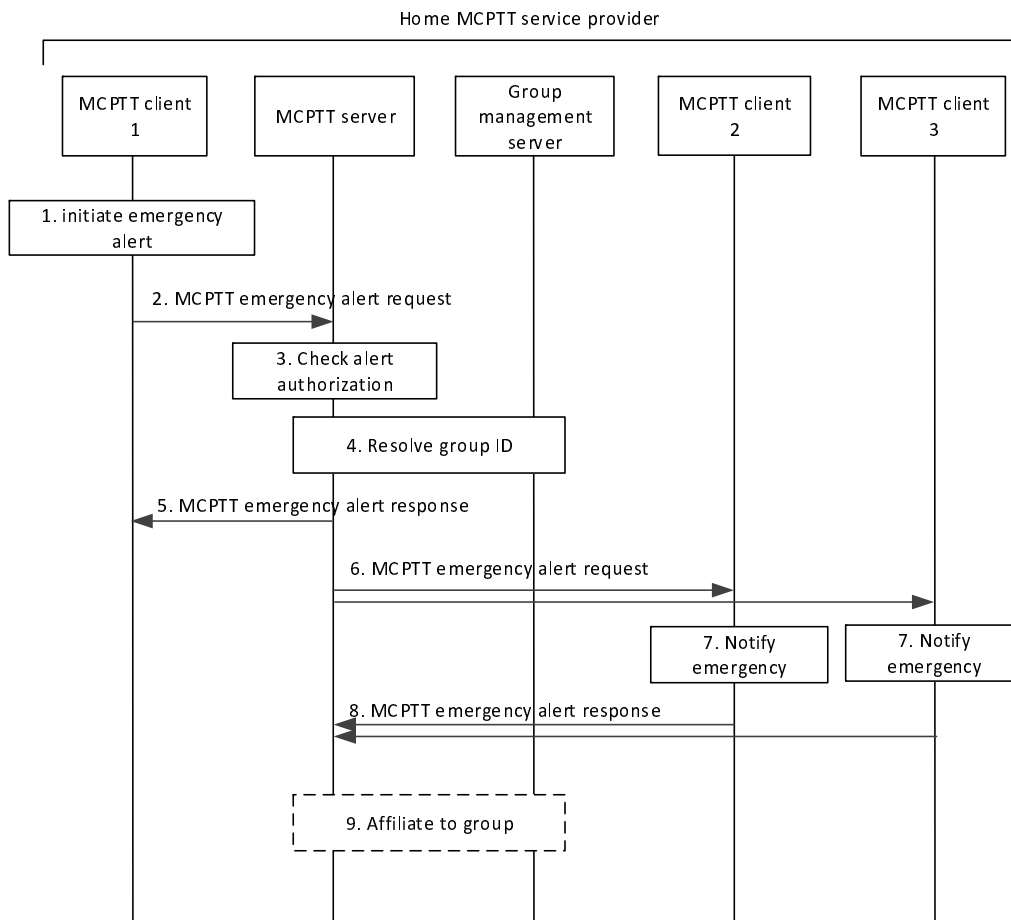 Home MCPTT service provider
MCPTT client
1
MCPTT server
Group
management
server
MCPTT client
2
MCPTT client
3
1. initiate emergency
alert
2. MCPTT emergency alert request
3. Check alert
authorization
4. Resolve group ID
5. MCPTT emergency alert response
6. MCPTT emergency alert request
7. Notify
emergency
7. Notify
emergency
8. MCPTT emergency alert response
9. Affiliate to group